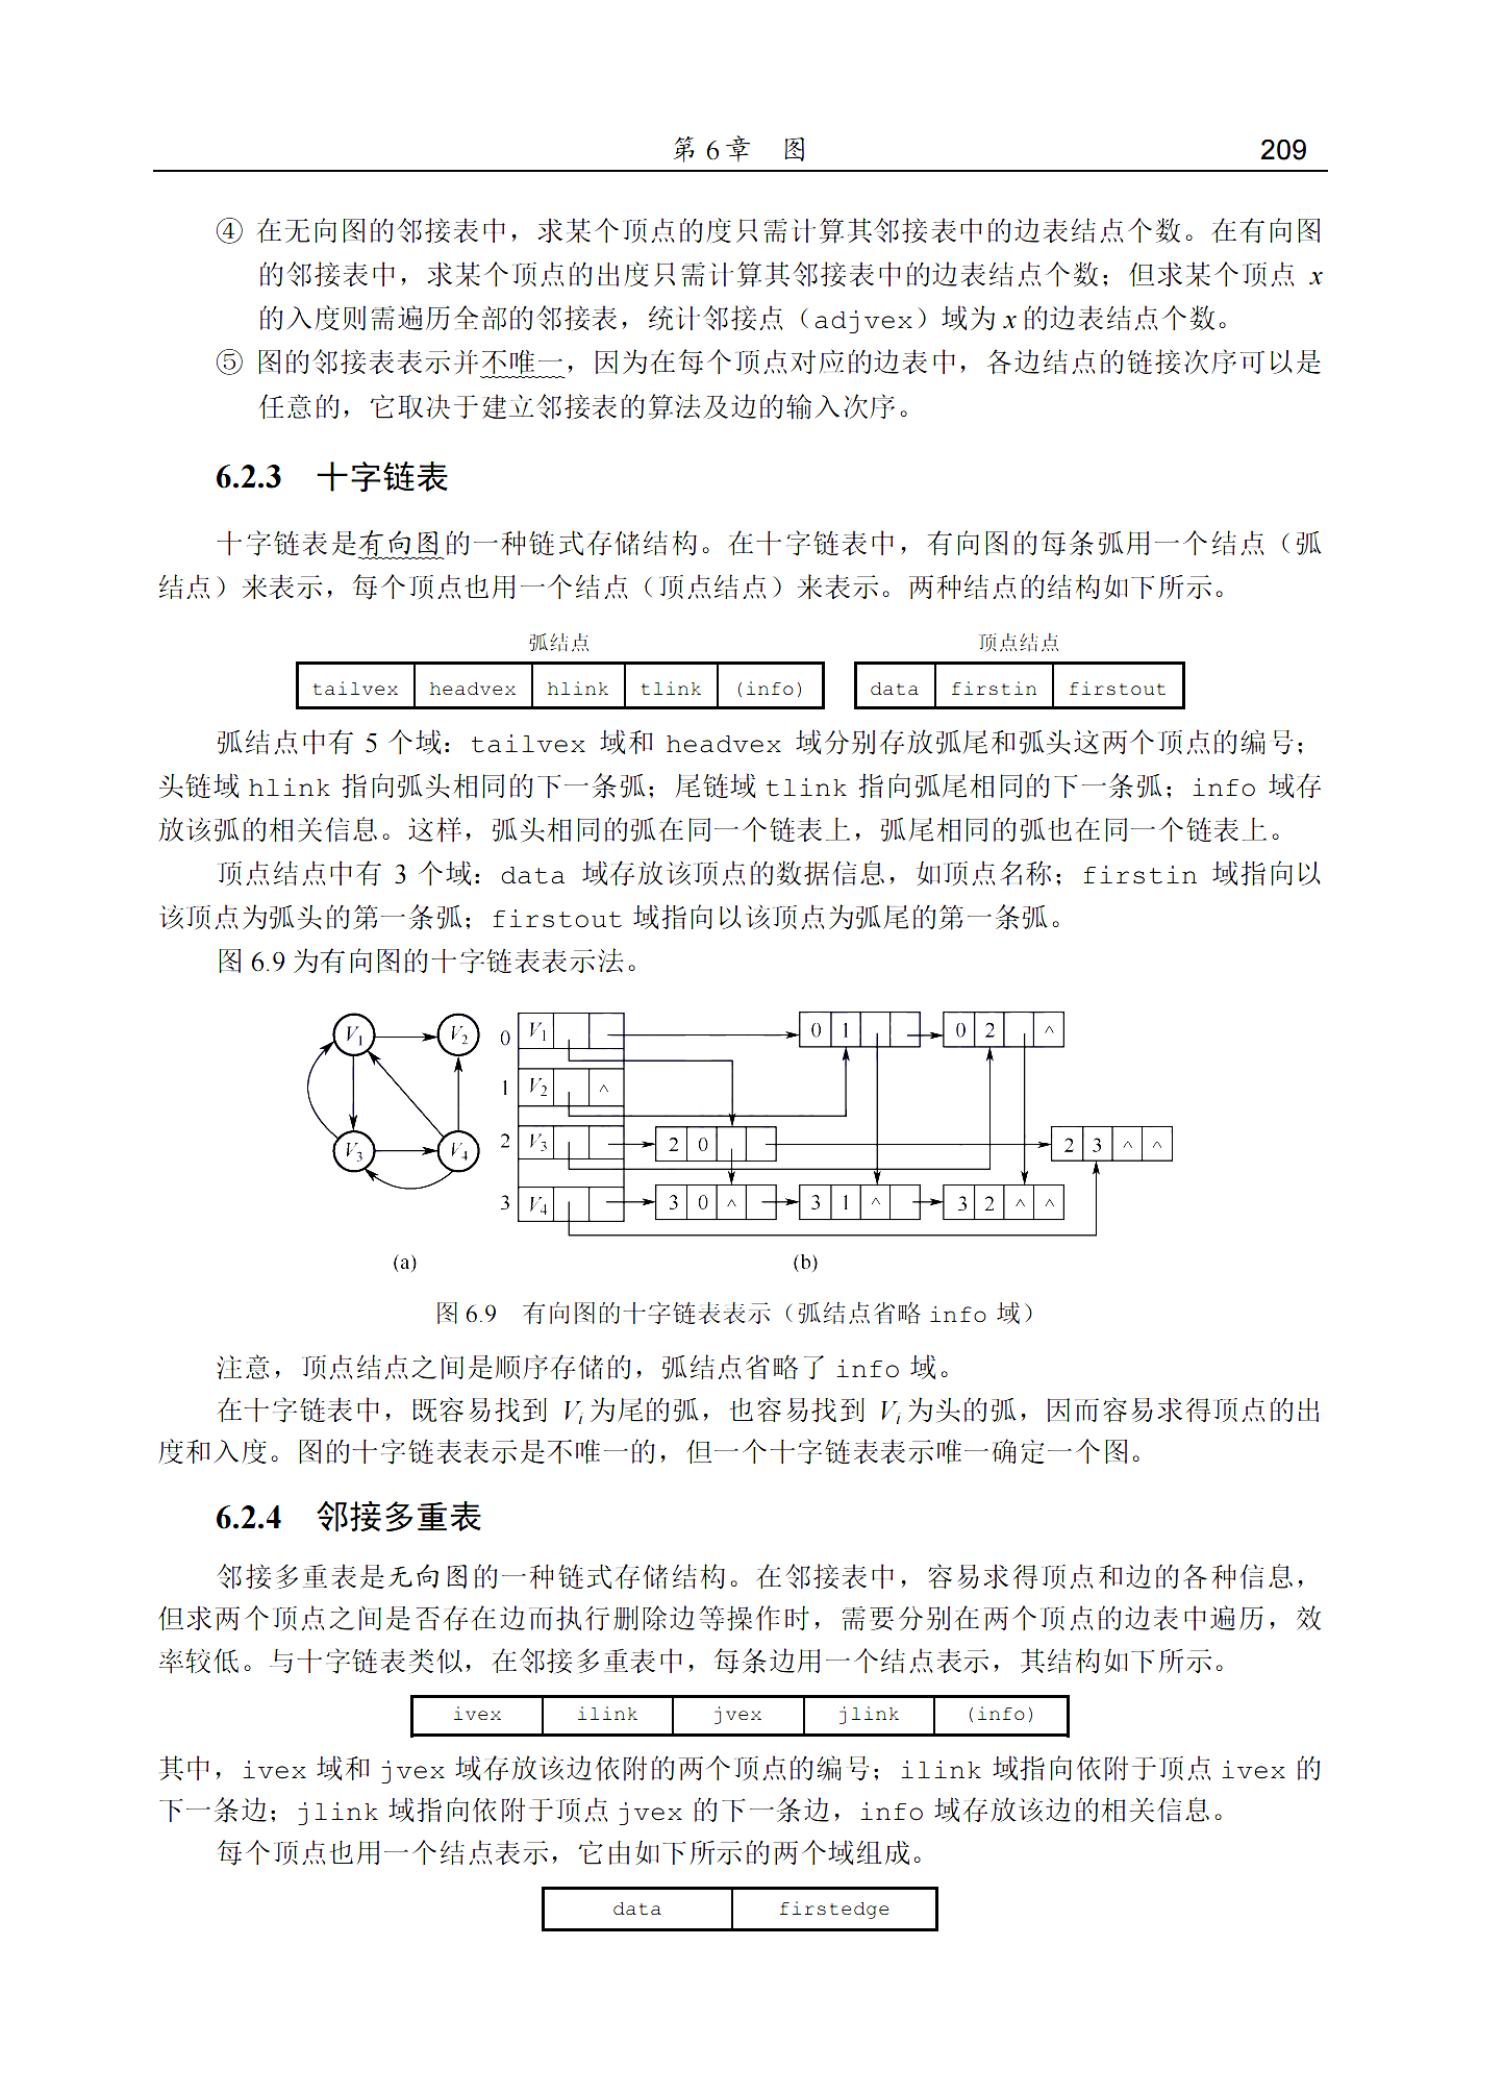 第 6 章 图 209
④ 在无向图的邻接表中，求某个顶点的度只需计算其邻接表中的边表结点个数。在有向图
的邻接表中，求某个顶点的出度只需计算其邻接表中的边表结点个数；但求某个顶点 x
的入度则需遍历全部的邻接表，统计邻接点（adjvex）域为 x 的边表结点个数。
⑤ 图的邻接表表示并不唯一，因为在每个顶点对应的边表中，各边结点的链接次序可以是
任意的，它取决于建立邻接表的算法及边的输入次序。
6.2.3 十字链表
十字链表是有向图的一种链式存储结构。在十字链表中，有向图的每条弧用一个结点（弧
结点）来表示，每个顶点也用一个结点（顶点结点）来表示。两种结点的结构如下所示。
弧结点 顶点结点
tailvex headvex hlink tlink (info) data firstin firstout
弧结点中有 5 个域：tailvex 域和 headvex 域分别存放弧尾和弧头这两个顶点的编号；
头链域 hlink 指向弧头相同的下一条弧；尾链域 tlink 指向弧尾相同的下一条弧；info 域存
放该弧的相关信息。这样，弧头相同的弧在同一个链表上，弧尾相同的弧也在同一个链表上。
顶点结点中有 3 个域：data 域存放该顶点的数据信息，如顶点名称；firstin 域指向以
该顶点为弧头的第一条弧；firstout 域指向以该顶点为弧尾的第一条弧。
图 6.9 为有向图的十字链表表示法。
V1 V2 0 V1 0 1 0 2 ^
1 V2 ^
V3 V4 2 V3 2 0 2 3 ^ ^
3 V4 3 0 ^ 3 1 ^ 3 2 ^ ^
(a) (b)
图 6.9 有向图的十字链表表示（弧结点省略 info 域）
注意，顶点结点之间是顺序存储的，弧结点省略了 info 域。
在十字链表中，既容易找到 Vi 为尾的弧，也容易找到 Vi 为头的弧，因而容易求得顶点的出
度和入度。图的十字链表表示是不唯一的，但一个十字链表表示唯一确定一个图。
6.2.4 邻接多重表
邻接多重表是无向图的一种链式存储结构。在邻接表中，容易求得顶点和边的各种信息，
但求两个顶点之间是否存在边而执行删除边等操作时，需要分别在两个顶点的边表中遍历，效
率较低。与十字链表类似，在邻接多重表中，每条边用一个结点表示，其结构如下所示。
ivex ilink jvex jlink (info)
其中，ivex 域和 jvex 域存放该边依附的两个顶点的编号；ilink 域指向依附于顶点 ivex 的
下一条边；jlink 域指向依附于顶点 jvex 的下一条边，info 域存放该边的相关信息。
每个顶点也用一个结点表示，它由如下所示的两个域组成。
data firstedge